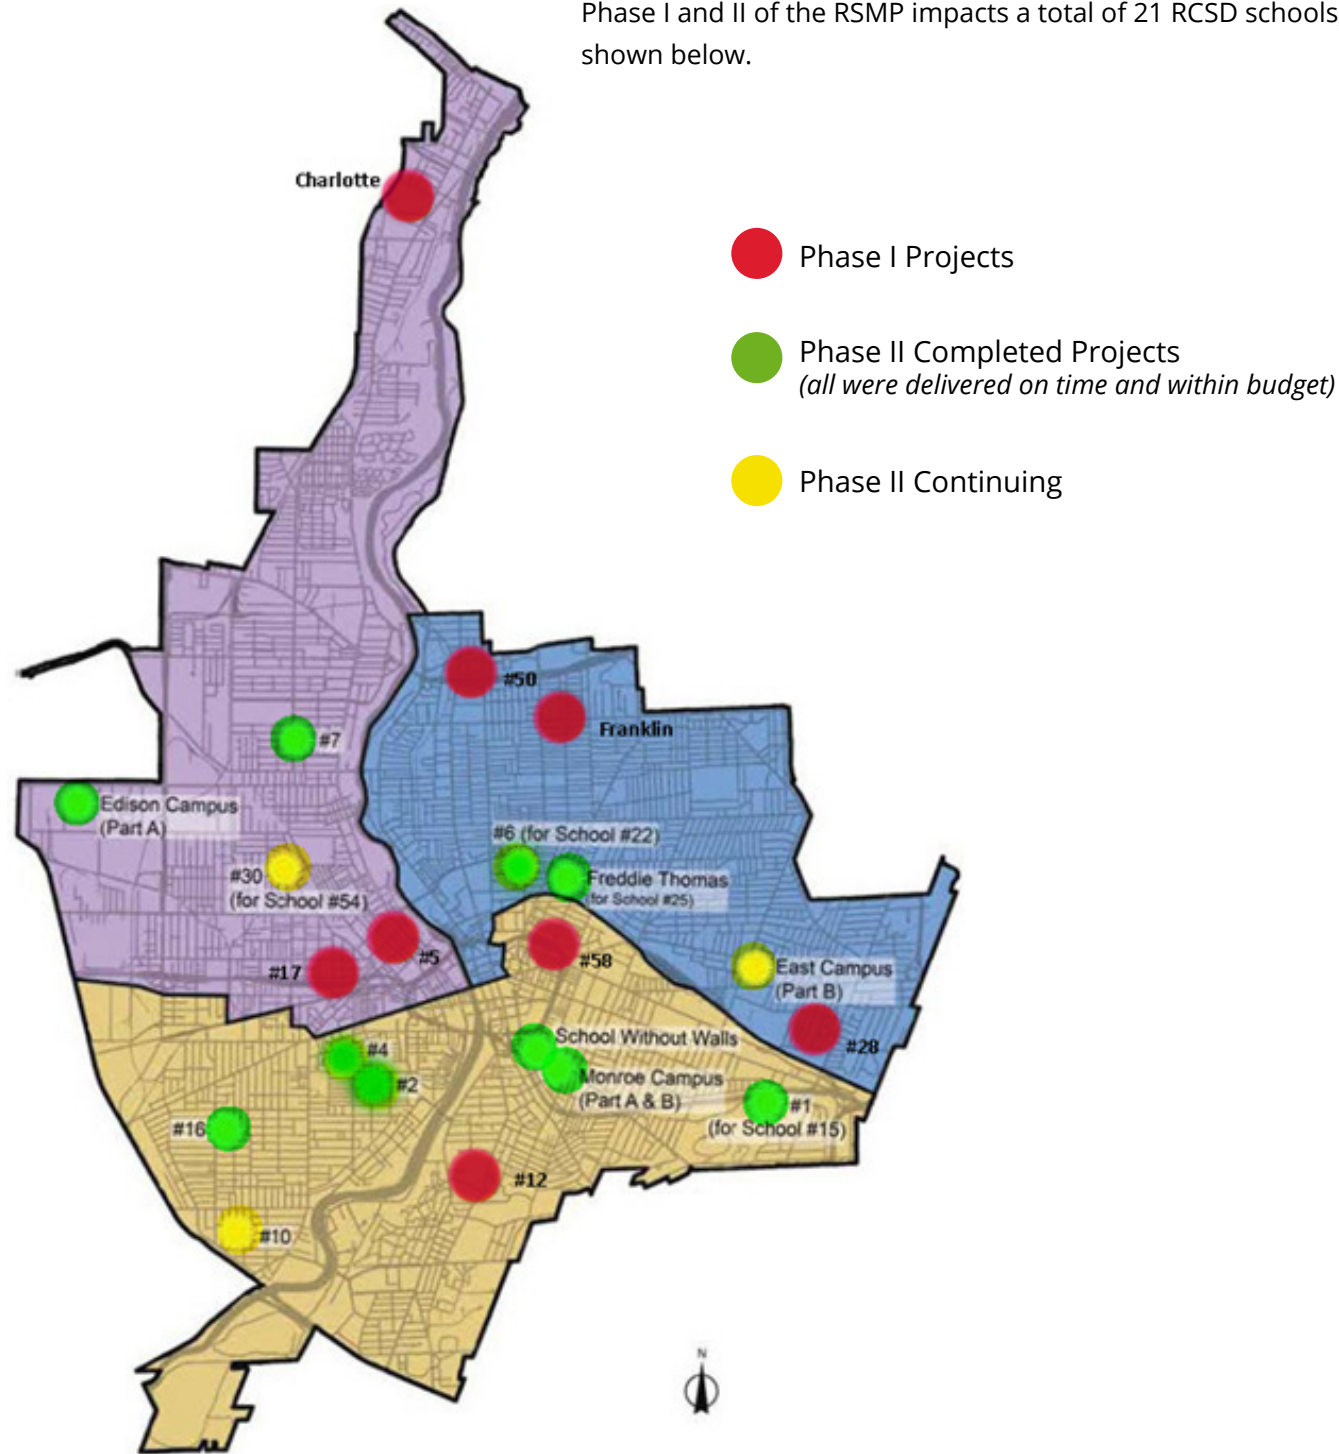 Phase I and II of the RSMP impacts a total of 21 RCSD schools
shown below.
Charlotte
Phase I Projects
Phase II Completed Projects
(all were delivered on time and within budget)
Phase II Continuing
#50
Franklin
#7
Edison Campus
(Part A)
#6 (for School #22)
#30
(for School #54)
Freddie Thomas
(for School #25)
#5
#17
#58
East Campus
(Part B)
#28
School Without Walls
#4
Monroe Campus
(Part A & B)
#2
#1
(for School #15)
#16
#12
#10
N